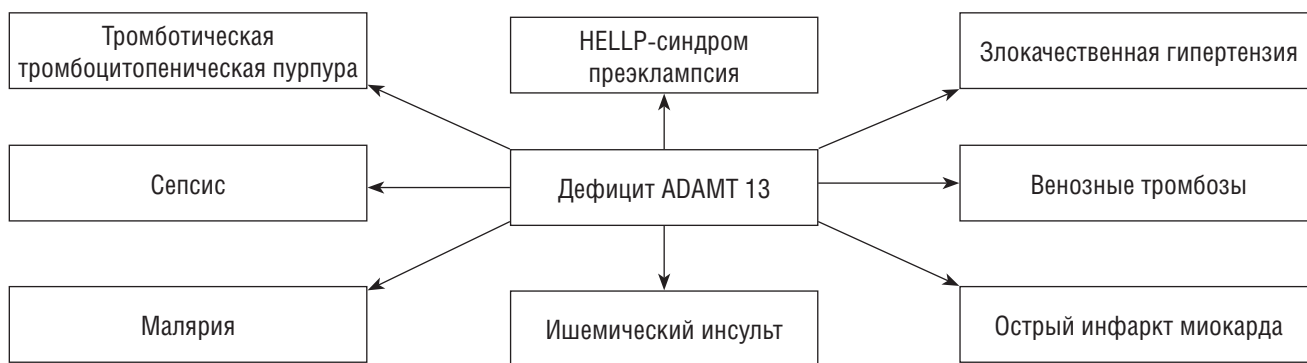 Тромботическая
тромбоцитопеническая пурпура
HELLP-синдром
преэклампсия
Злокачественная гипертензия
Сепсис
Дефицит ADAMT 13
Венозные тромбозы
Малярия
Ишемический инсульт
Острый инфаркт миокарда